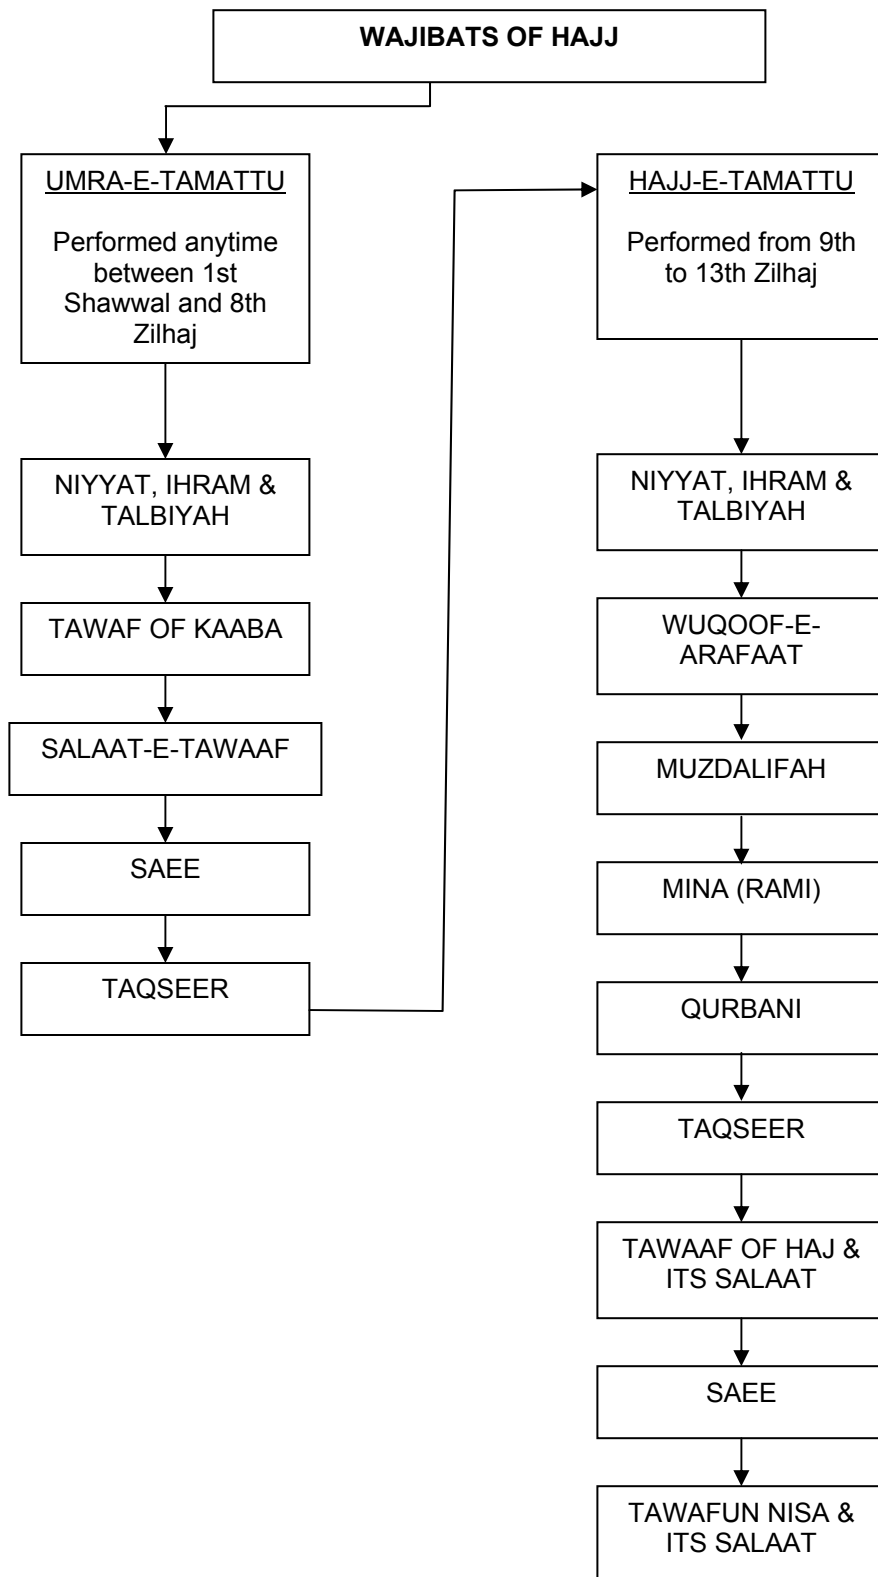 WAJIBATS OF HAJJ
UMRA-E-TAMATTU
Performed anytime
between 1st
Shawwal and 8th
Zilhaj
NIYYAT, IHRAM &
TALBIYAH
TAWAF OF KAABA
SALAAT-E-TAWAAF
SAEE
TAQSEER
HAJJ-E-TAMATTU
Performed from 9th
to 13th Zilhaj
NIYYAT, IHRAM &
TALBIYAH
WUQOOF-E-
ARAFAAT
MUZDALIFAH
MINA (RAMI)
QURBANI
TAQSEER
TAWAAF OF HAJ &
ITS SALAAT
SAEE
TAWAFUN NISA &
ITS SALAAT